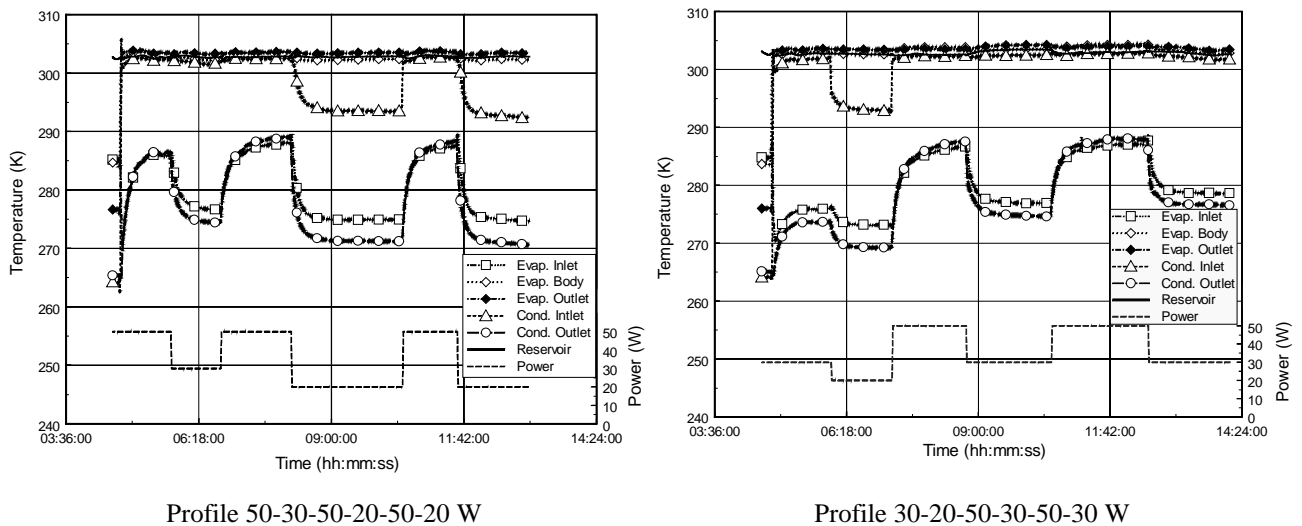 310
300
290
280
270
260
250
240
Temperature (K)
Evap. Inlet
Evap. Body
Evap. Outlet
Cond. Intlet
Cond. Outlet
Reservoir
Power
50
40
30
20
10
0
Power (W)
03:36:00
06:18:00
09:00:00
11:42:00
14:24:00
Time (hh:mm:ss)
Profile 50-30-50-20-50-20 W
310
300
290
280
270
260
250
240
Temperature (K)
Evap. Inlet
Evap. Body
Evap. Outlet
Cond. Inlet
Cond. Outlet
Reservoir
Power
50
40
30
20
10
0
Power (W)
03:36:00
06:18:00
09:00:00
11:42:00
14:24:00
Time (hh:mm:ss)
Profile 30-20-50-30-50-30 W